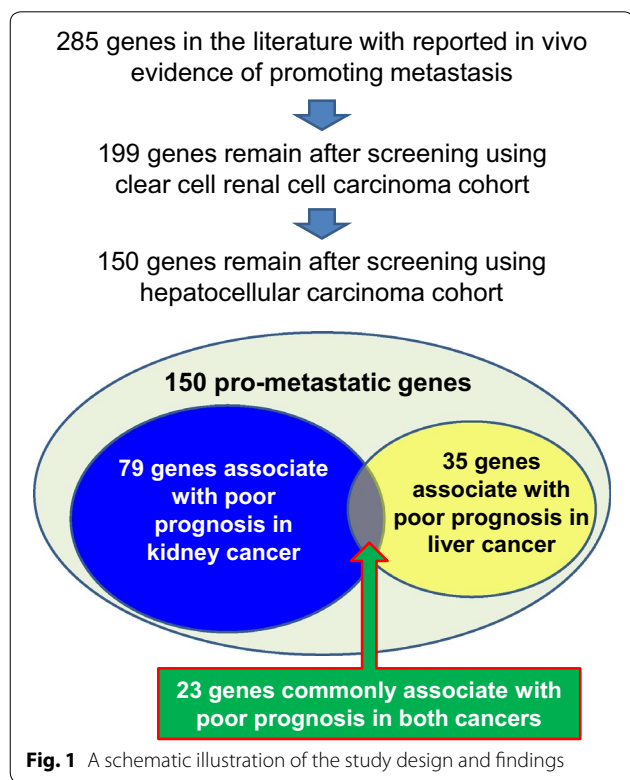 285 genes in the literature with reported in vivo
evidence of promoting metastasis
199 genes remain after screening using
clear cell renal cell carcinoma cohort
150 genes remain after screening using
hepatocellular carcinoma cohort
150 pro-metastatic genes
79 genes associate
with poor
prognosis in
kidney cancer
35 genes
associate with
poor prognosis in
liver cancer
23 genes commonly associate with
poor prognosis in both cancers
Fig. 1 A schematic illustration of the study design and findings